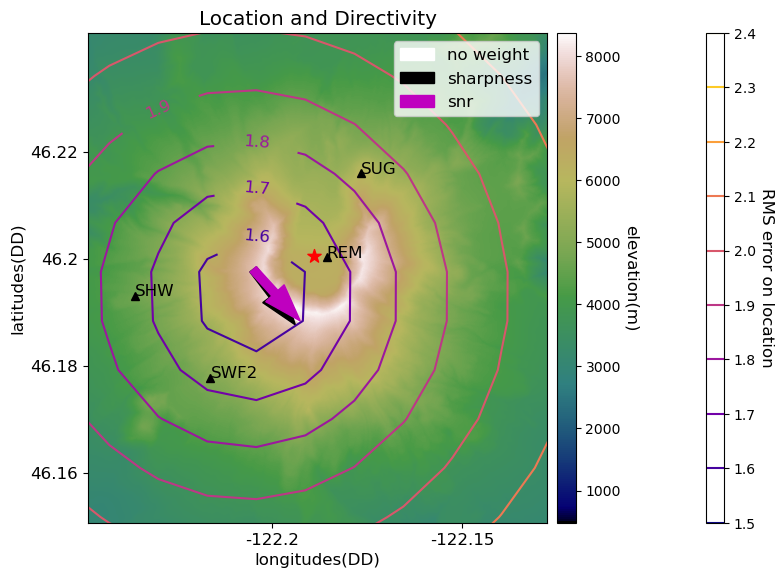 Location and Directivity
no weight
sharpness
snr
1.9
1.8
1.7
1.6
SUG
REM
SHW
SWF2
46.22
46.2
46.18
46.16
latitudes(DD)
-122.2
-122.15
longitudes(DD)
8000
7000
6000
5000
4000
3000
2000
1000
elevation(m)
2.4
2.3
2.2
2.1
2.0
1.9
1.8
1.7
1.6
1.5
RMS error on location